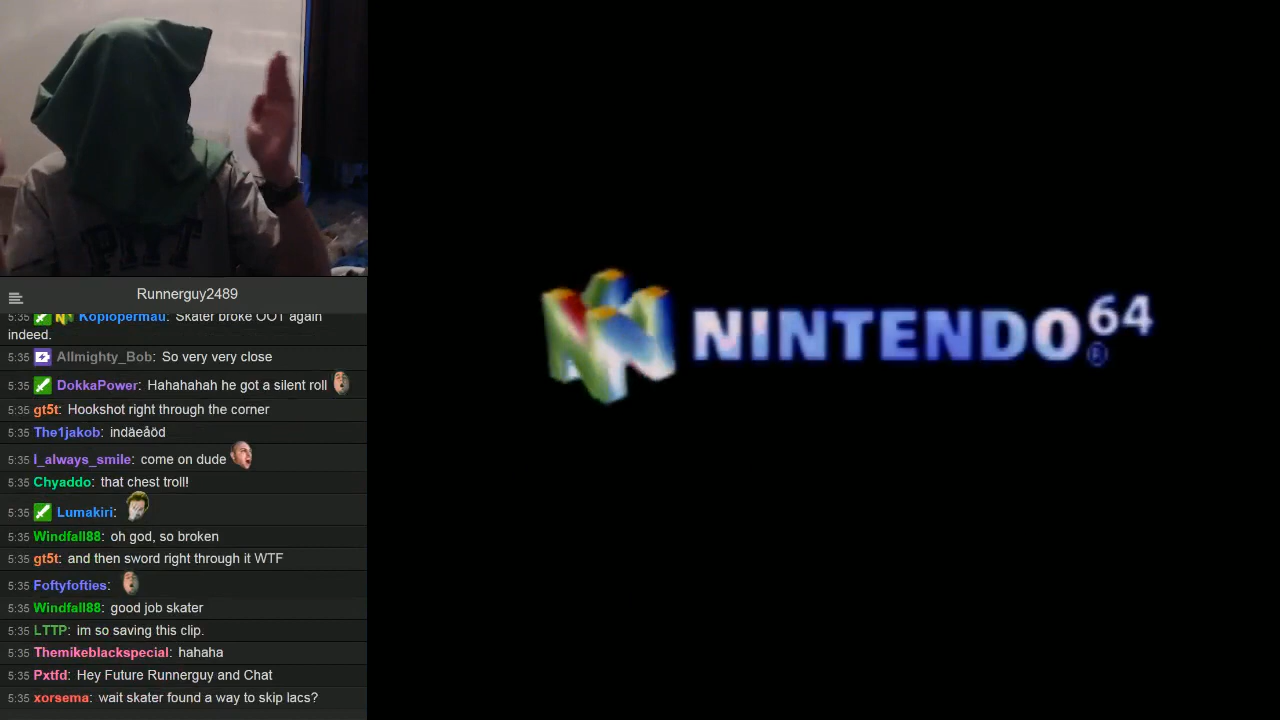 PITT
NINTENDO 64
®
Runnerguy2489
5:35 Koplopermau: Skater broke OOT again
indeed.
5:35 Allmighty_Bob: So very very close
5:35 DokkaPower: Hahahahah he got a silent roll
5:35 gt5t: Hookshot right through the corner
5:35 The1jakob: indäeåöd
5:35 I_always_smile: come on dude
5:35 Chyaddo: that chest troll!
5:35 Lumakiri:
5:35 Windfall88: oh god, so broken
5:35 gt5t: and then sword right through it WTF
5:35 Foftyfofties:
5:35 Windfall88: good job skater
5:35 LTTP: im so saving this clip.
5:35 Themikeblackspecial: hahaha
5:35 Pxtfd: Hey Future Runnerguy and Chat
5:35 xorsema: wait skater found a way to skip lacs?